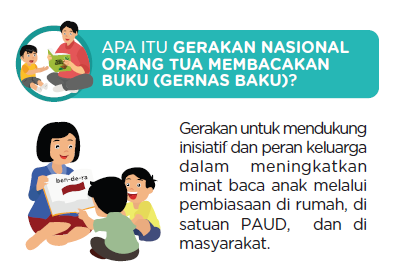 APA ITU GERAKAN NASIONAL
ORANG TUA MEMBACAKAN
BUKU (GERNAS BAKU)?
ben-de-ra
Gerakan untuk mendukung
inisiatif dan peran keluarga
dalam meningkatkan
minat baca anak melalui
pembiasaan di rumah, di
satuan PAUD, dan di
masyarakat.